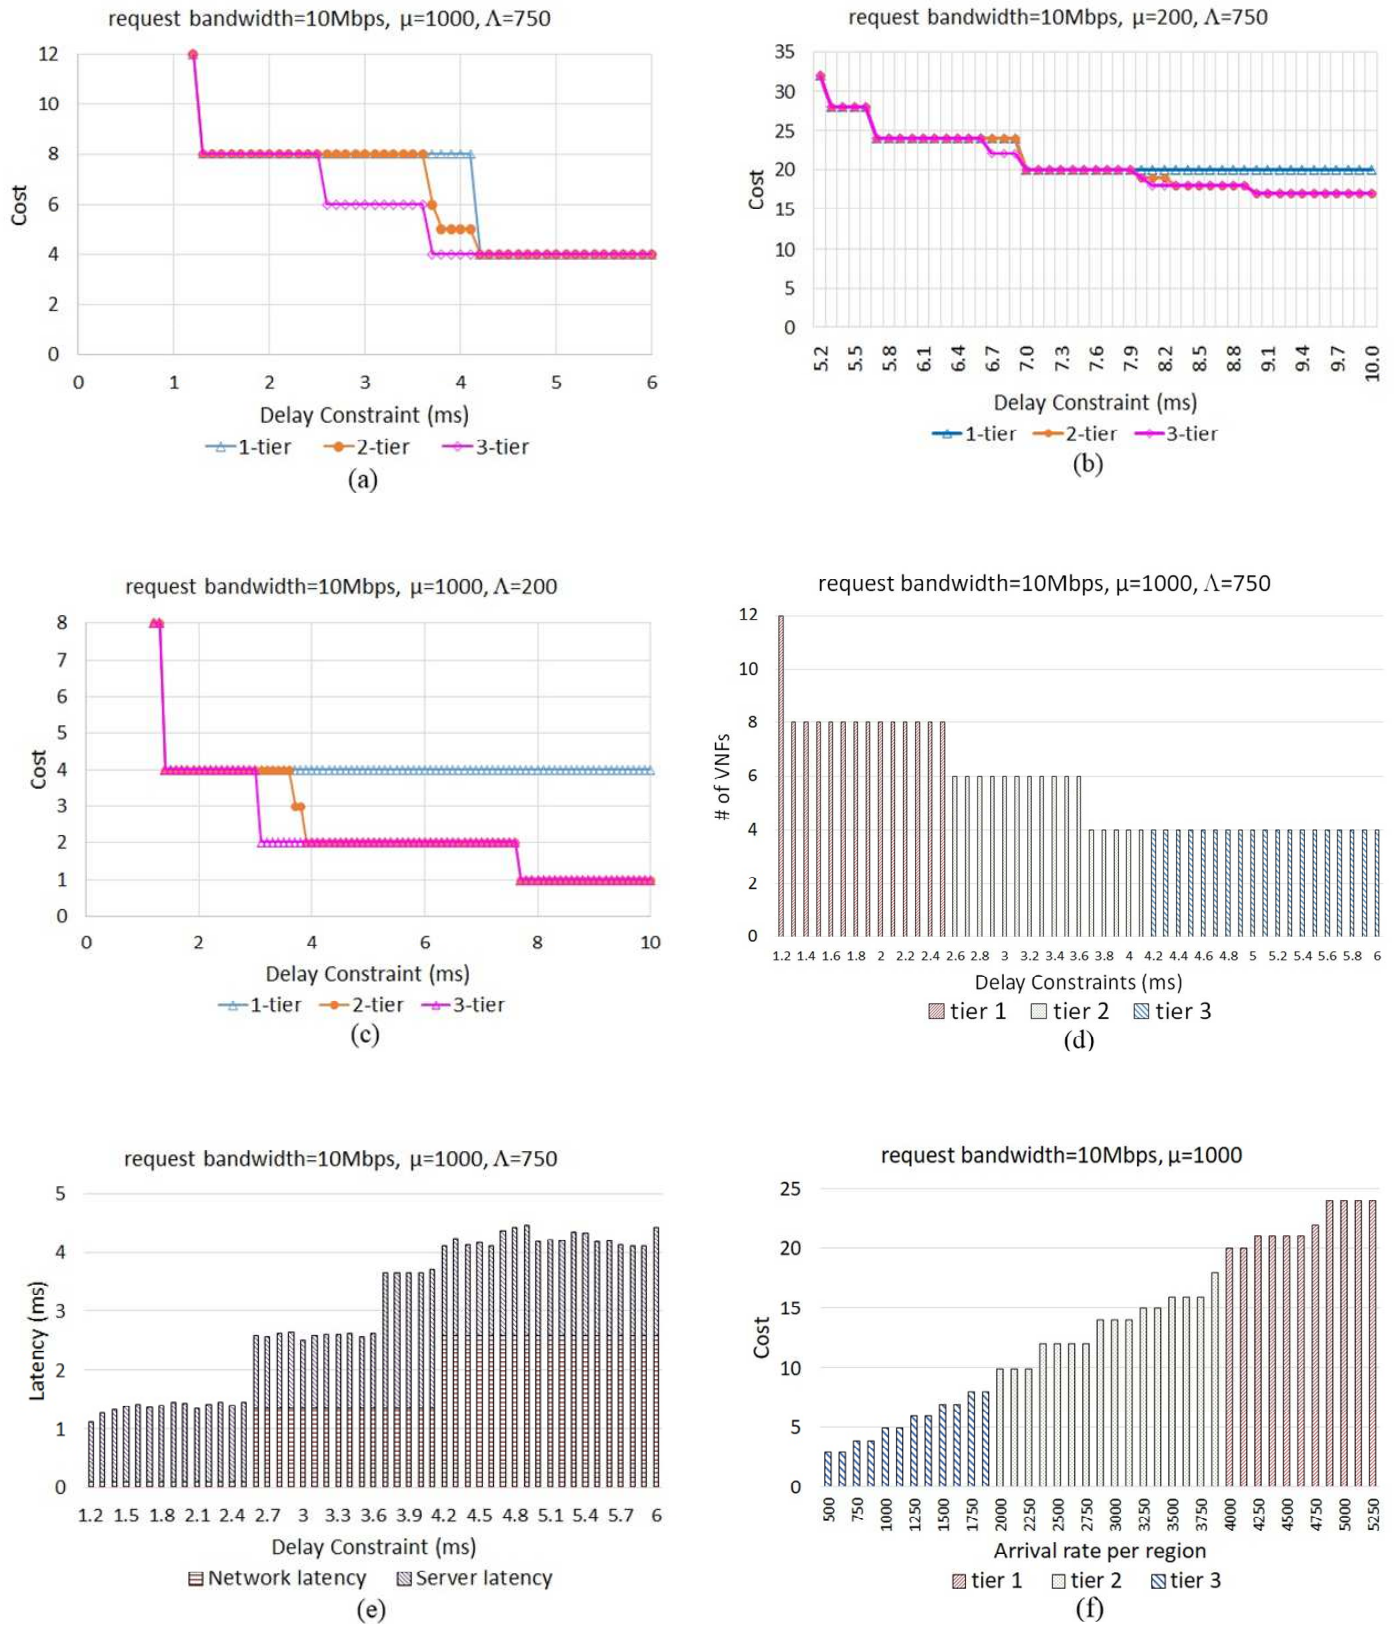 request bandwidth=10Mbps, μ=1000, Λ=750
12
10
8
6
4
2
0
Cost
0 1 2 3 4 5 6
Delay Constraint (ms)
1-tier 2-tier 3-tier
(a)
request bandwidth=10Mbps, μ=200, Λ=750
35
30
25
20
15
10
5
0
Cost
5.2 5.5 5.8 6.1 6.4 6.7 7.0 7.3 7.6 7.9 8.2 8.5 8.8 9.1 9.4 9.7 10.0
Delay Constraint (ms)
1-tier 2-tier 3-tier
(b)
request bandwidth=10Mbps, μ=1000, Λ=200
8
7
6
5
4
3
2
1
0
Cost
0 2 4 6 8 10
Delay Constraint (ms)
1-tier 2-tier 3-tier
(c)
request bandwidth=10Mbps, μ=1000, Λ=750
12
10
8
6
4
2
0
# of VNFs
1.2 1.4 1.6 1.8 2 2.2 2.4 2.6 2.8 3 3.2 3.4 3.6 3.8 4 4.2 4.4 4.6 4.8 5 5.2 5.4 5.6 5.8 6
Delay Constraints (ms)
tier 1 tier 2 tier 3
(d)
request bandwidth=10Mbps, μ=1000, Λ=750
5
4
3
2
1
0
Latency (ms)
1.2 1.5 1.8 2.1 2.4 2.7 3 3.3 3.6 3.9 4.2 4.5 4.8 5.1 5.4 5.7 6
Delay Constraint (ms)
Network latency Server latency
(e)
request bandwidth=10Mbps, μ=1000
25
20
15
10
5
0
Cost
500 750 1000 1250 1500 1750 2000 2250 2500 2750 3000 3250 3500 3750 4000 4250 4500 4750 5000 5250
Arrival rate per region
tier 1 tier 2 tier 3
(f)